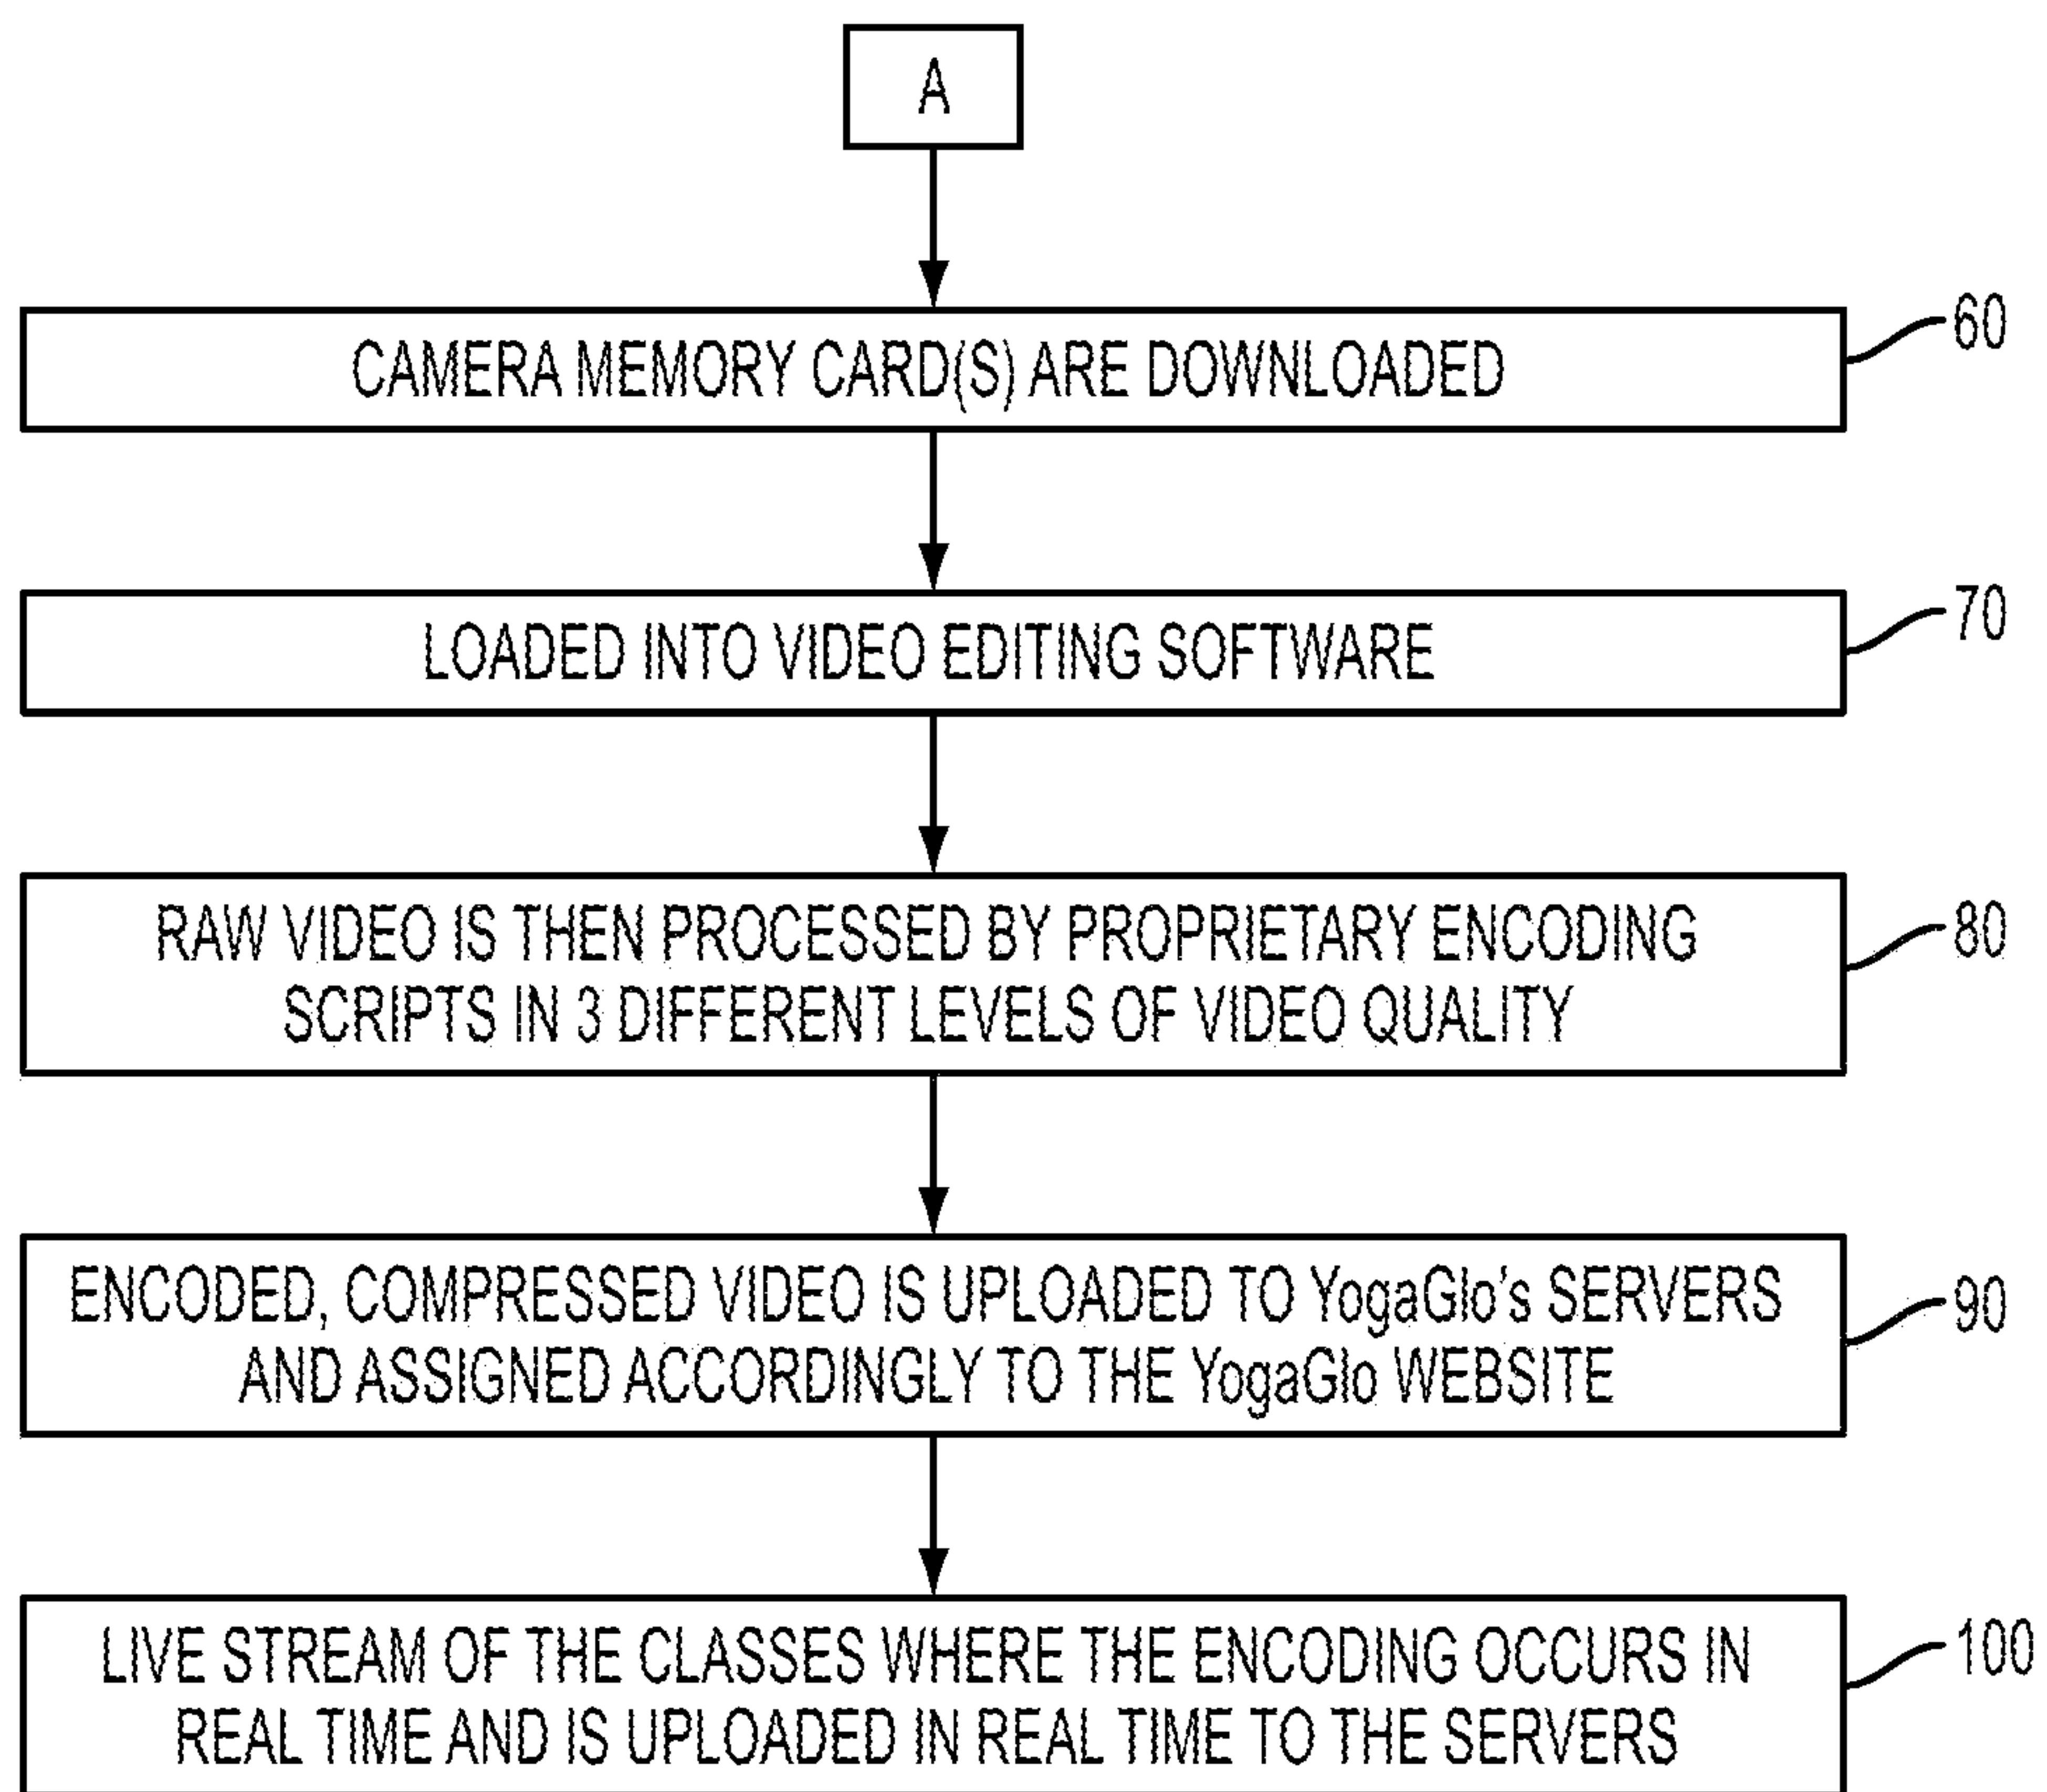 A
60
CAMERA MEMORY CARD(S) ARE DOWNLOADED
70
LOADED INTO VIDEO EDITING SOFTWARE
80
RAW VIDEO IS THEN PROCESSED BY PROPRIETARY ENCODING
SCRIPTS IN 3 DIFFERENT LEVELS OF VIDEO QUALITY
90
ENCODED, COMPRESSED VIDEO IS UPLOADED TO YogaGlo's SERVERS
AND ASSIGNED ACCORDINGLY TO THE YogaGlo WEBSITE
100
LIVE STREAM OF THE CLASSES WHERE THE ENCODING OCCURS IN
REAL TIME AND IS UPLOADED IN REAL TIME TO THE SERVERS